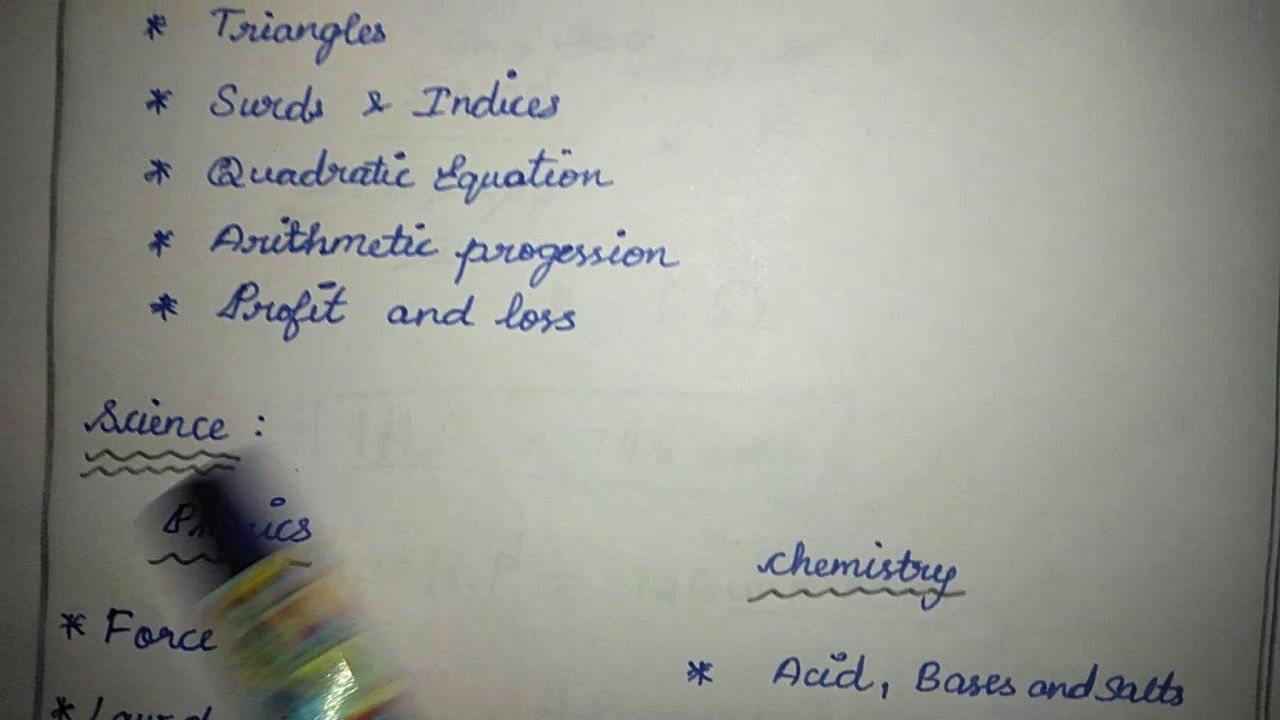 * Triangles
* Surds & Indices
* Quadratic Equation
* Arithmetic progession
* Profit and loss
Science :
chemistry
* Force
* Acid, Bases and salts